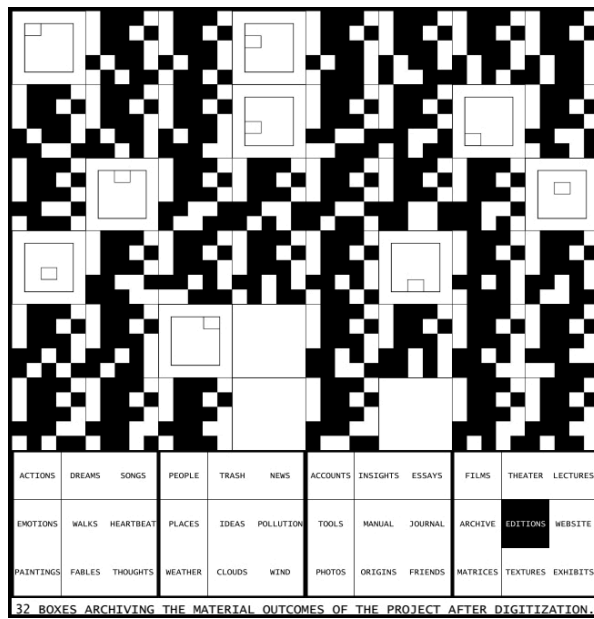 ACTIONS DREAMS SONGS PEOPLE TRASH NEWS ACCOUNTS INSIGHTS ESSAYS FILMS THEATER LECTURES
EMOTIONS WALKS HEARTBEAT PLACES IDEAS POLLUTION TOOLS MANUAL JOURNAL ARCHIVE EDITIONS WEBSITE
PAINTINGS FABLES THOUGHTS WEATHER CLOUDS WIND PHOTOS ORIGINS FRIENDS MATRICES TEXTURES EXHIBITS
32 BOXES ARCHIVING THE MATERIAL OUTCOMES OF THE PROJECT AFTER DIGITIZATION.